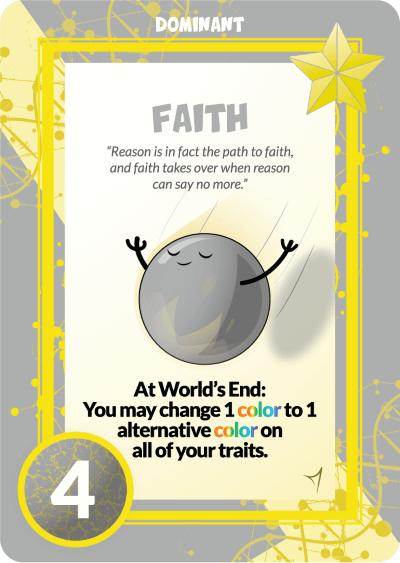 DOMINANT
FAITH
“Reason is in fact the path to faith,
and faith takes over when reason
can say no more.”
At World’s End:
You may change 1 color to 1
alternative color on
all of your traits.
4